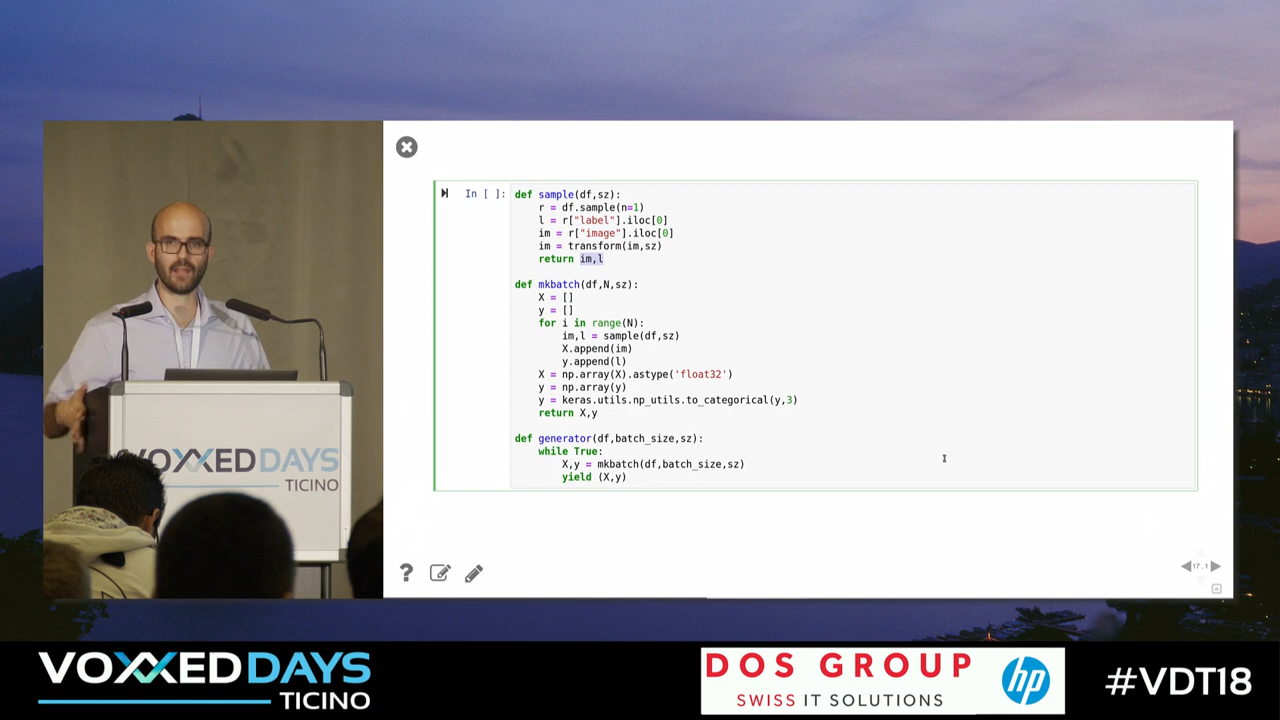 In [ ]:
def sample(df,sz):
    r = df.sample(n=1)
    l = r["label"].iloc[0]
    im = r["image"].iloc[0]
    im = transform(im,sz)
    return im,l
def mkbatch(df,N,sz):
    X = []
    y = []
    for i in range(N):
        im,l = sample(df,sz)
        X.append(im)
        y.append(l)
    X = np.array(X).astype('float32')
    y = np.array(y)
    y = keras.utils.np_utils.to_categorical(y,3)
    return X,y
def generator(df,batch_size,sz):
    while True:
        X,y = mkbatch(df,batch_size,sz)
        yield (X,y)
?
17.1
VOXXED DAYS
TICINO
VOXXED DAYS
TICINO
DOS GROUP
SWISS IT SOLUTIONS
hp
#VDT18